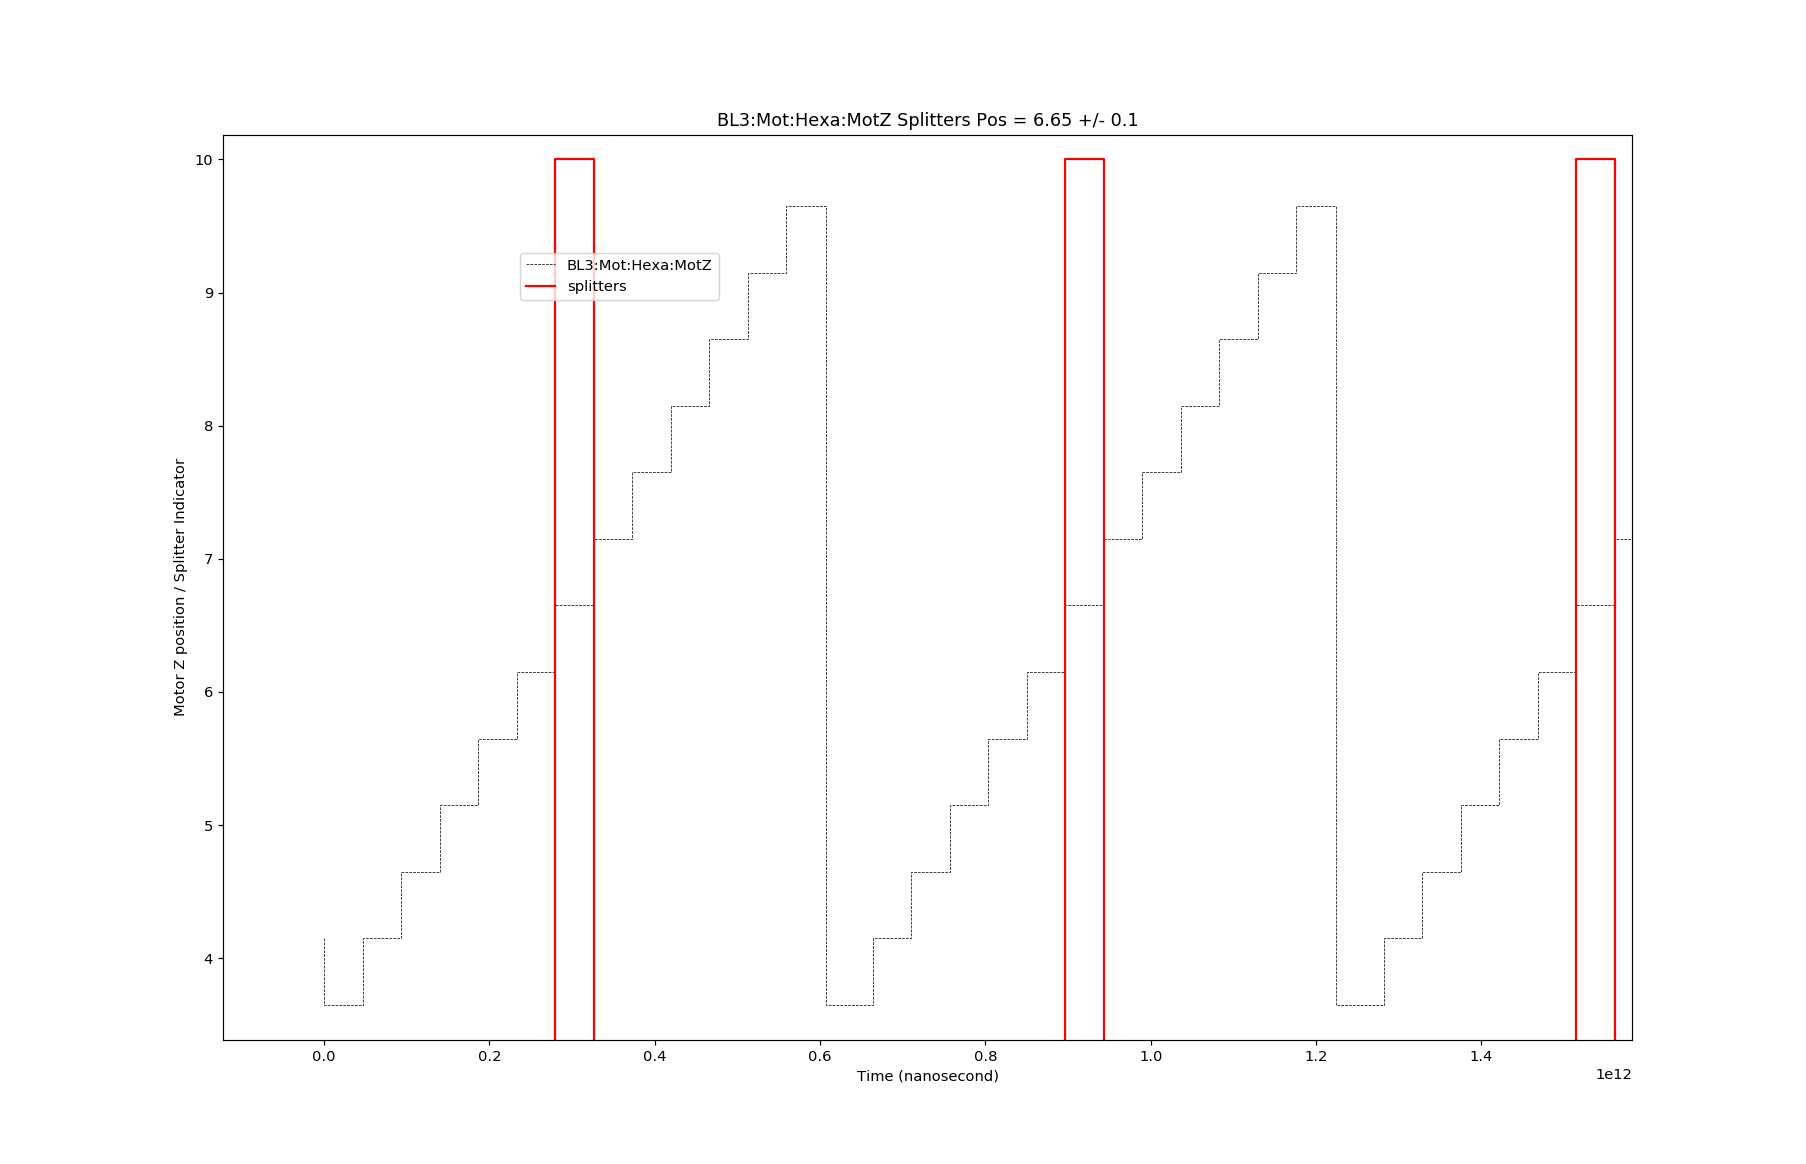 BL3:Mot:Hexa:MotZ Splitters Pos = 6.65 +/- 0.1
10
9
8
7
6
5
4
Motor Z position / Splitter Indicator
BL3:Mot:Hexa:MotZ
splitters
0.0 0.2 0.4 0.6 0.8 1.0 1.2 1.4
Time (nanosecond)
1e12